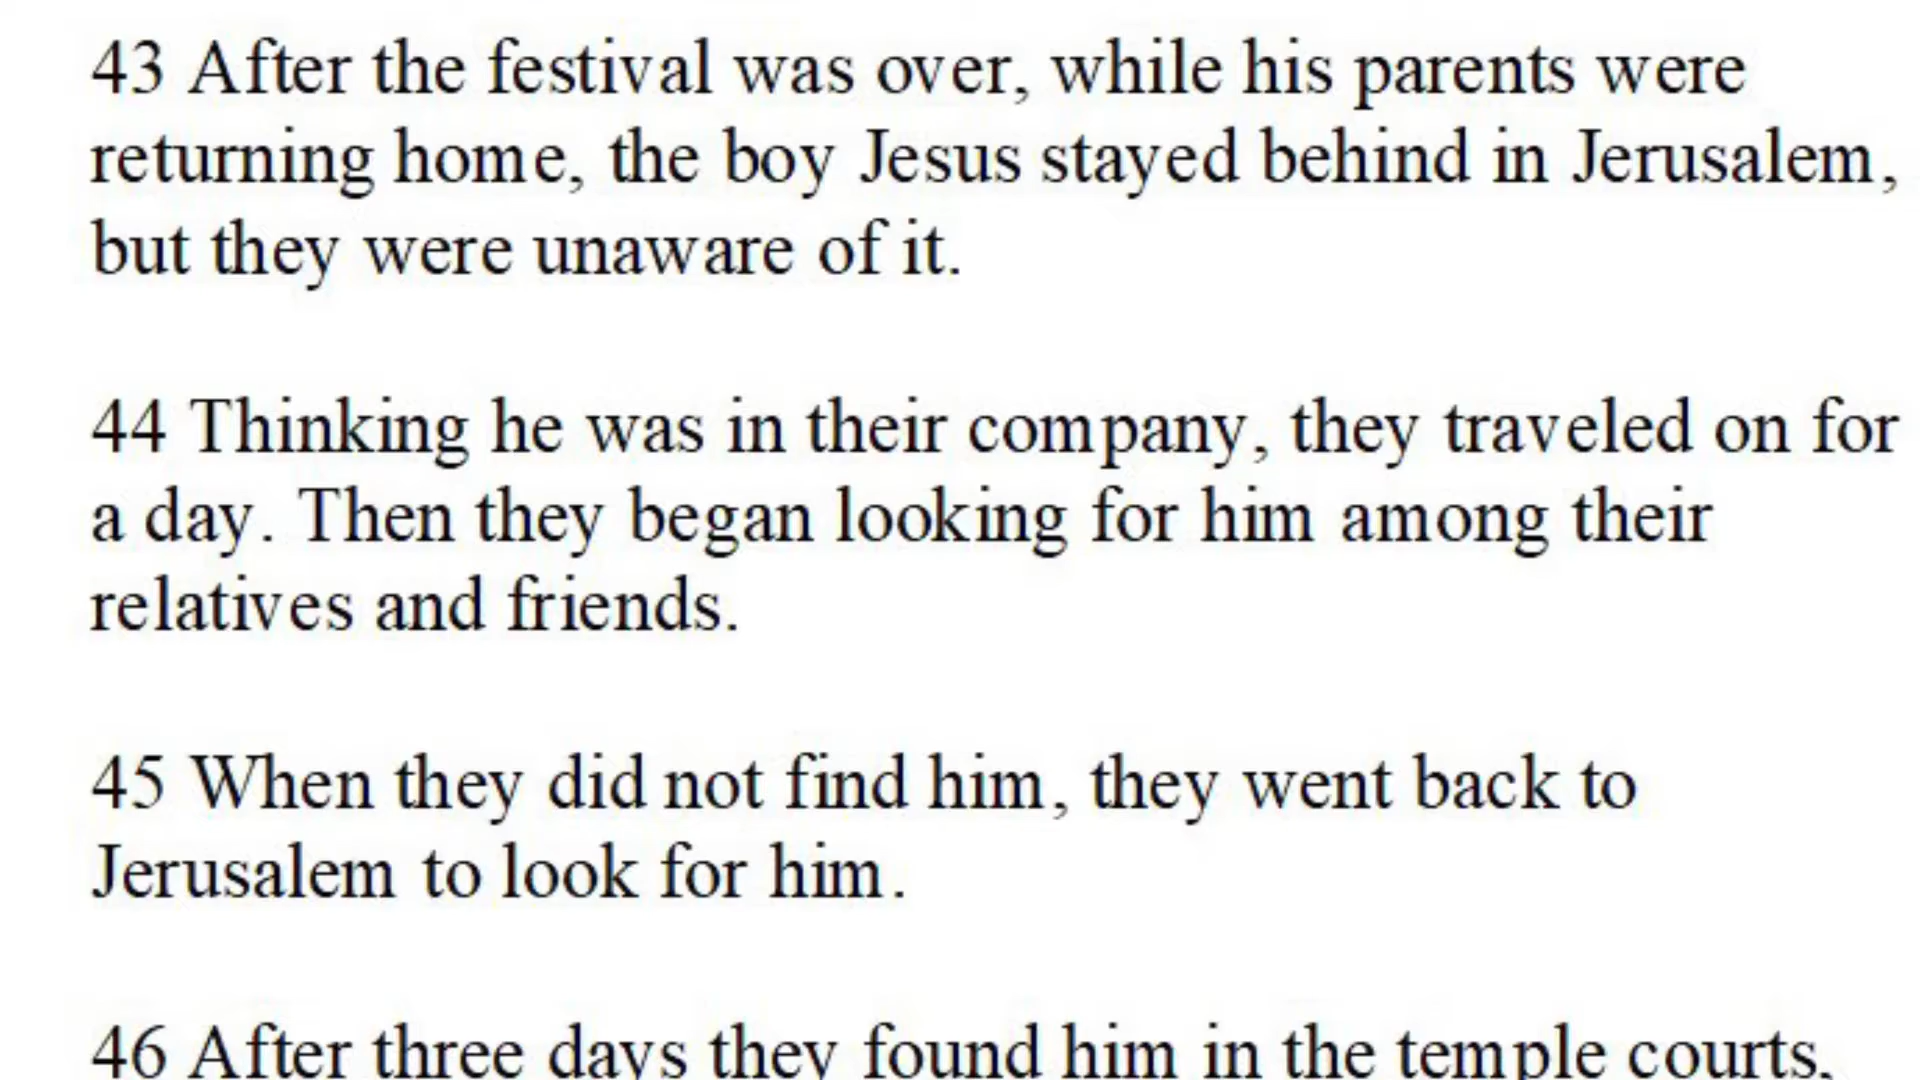 43 After the festival was over, while his parents were
returning home, the boy Jesus stayed behind in Jerusalem,
but they were unaware of it.
44 Thinking he was in their company, they traveled on for
a day. Then they began looking for him among their
relatives and friends.
45 When they did not find him, they went back to
Jerusalem to look for him.
46 After three days they found him in the temple courts,